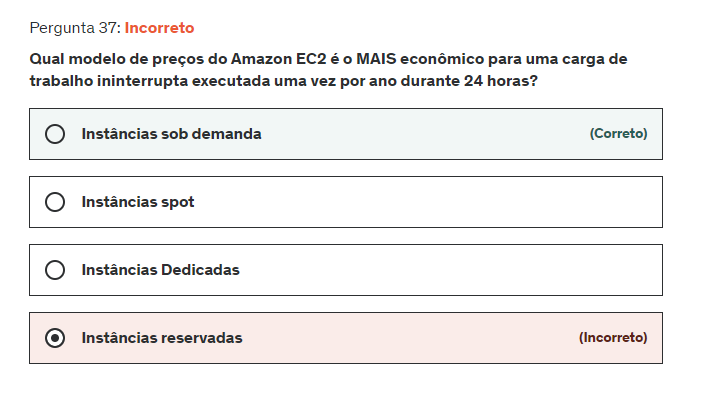 Pergunta 37: Incorreto
Qual modelo de preços do Amazon EC2 é o MAIS econômico para uma carga de
trabalho ininterrupta executada uma vez por ano durante 24 horas?
Instâncias sob demanda (Correto)
Instâncias spot
Instâncias Dedicadas
Instâncias reservadas (Incorreto)